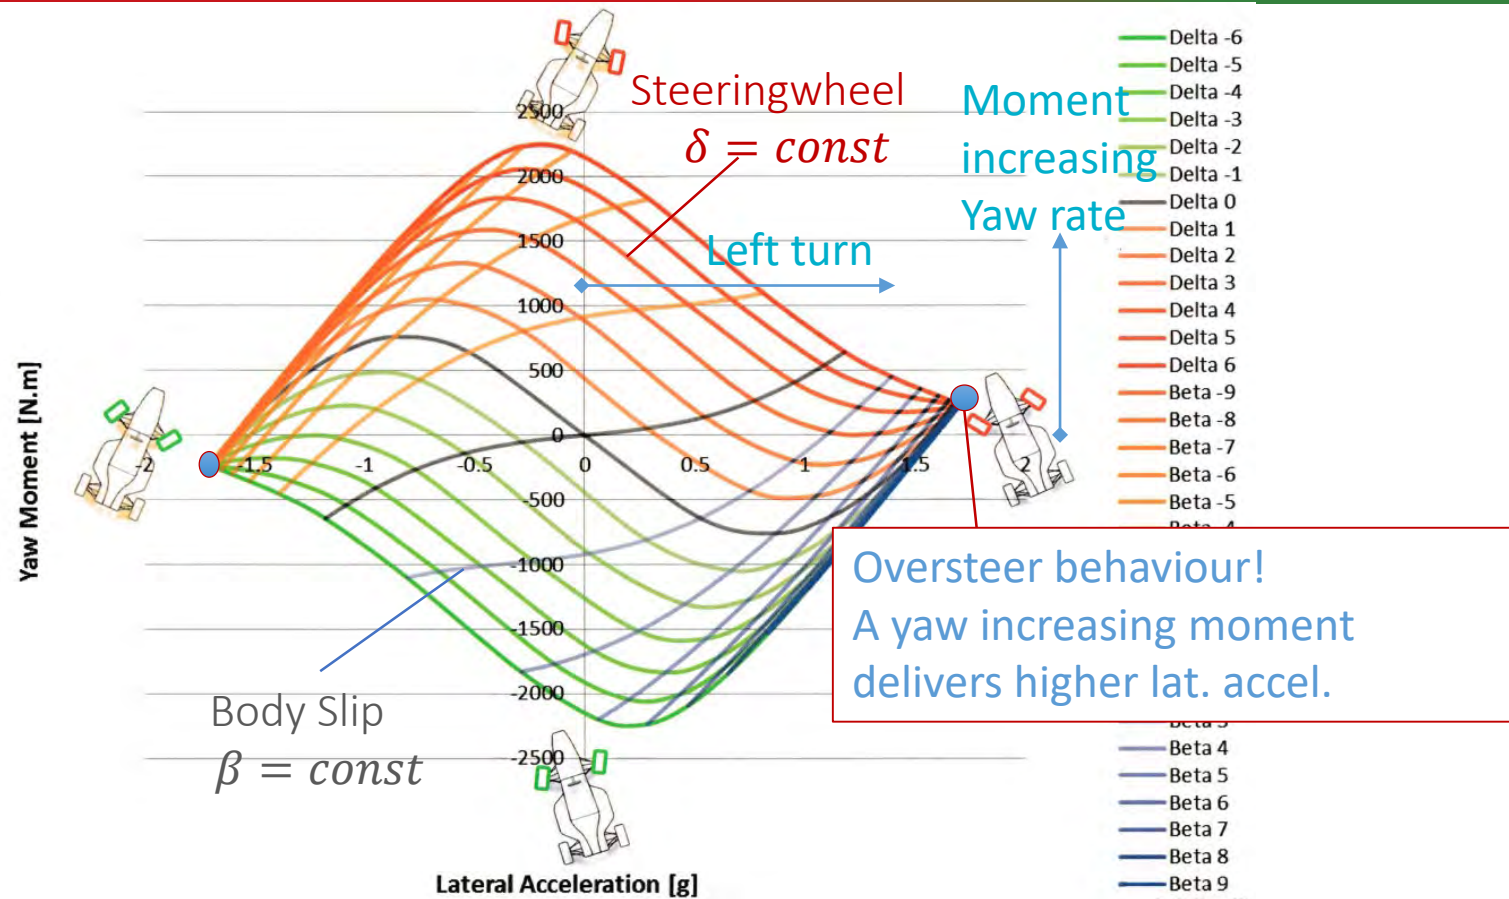 Steeringwheel
δ = const
Moment
increasing
Yaw rate
Left turn
2500
2000
1500
1000
500
0
-500
-1000
-1500
-2000
-2500
-2
-1.5
-1
-0.5
0
0.5
1
1.5
2
Yaw Moment [N.m]
Lateral Acceleration [g]
Body Slip
β = const
Oversteer behaviour!
A yaw increasing moment
delivers higher lat. accel.
Delta -6
Delta -5
Delta -4
Delta -3
Delta -2
Delta -1
Delta 0
Delta 1
Delta 2
Delta 3
Delta 4
Delta 5
Delta 6
Beta -9
Beta -8
Beta -7
Beta -6
Beta -5
Beta -4
Beta 3
Beta 4
Beta 5
Beta 6
Beta 7
Beta 8
Beta 9